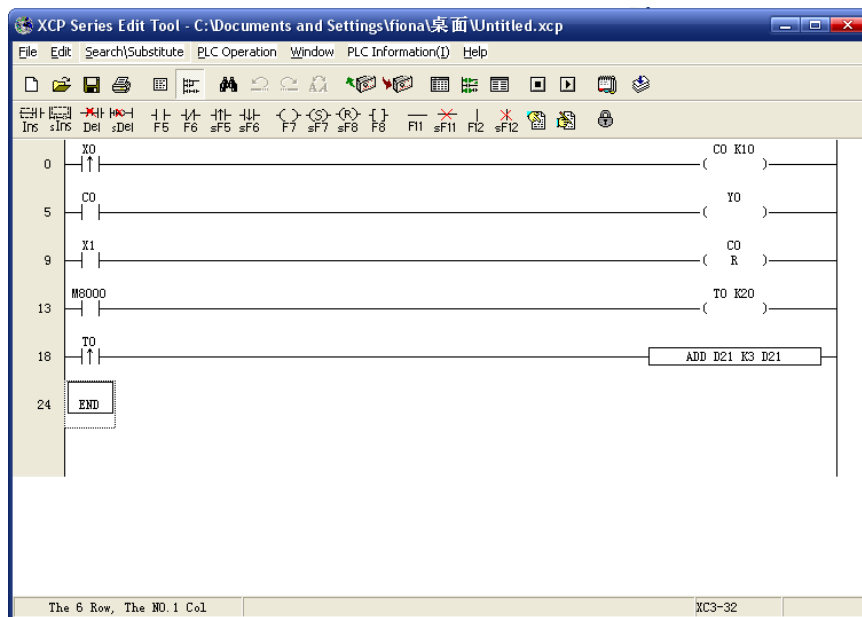 XCP Series Edit Tool - C:\Documents and Settings\fiona\桌面\Untitled.xcp
File Edit Search\Substitute PLC Operation Window PLC Information(I) Help
Ins sIns Del sDel F5 F6 sF5 sF6 F7 sF7 sF8 F8 F11 sF11 F12 sF12
X0 C0 K10
0
C0 Y0
5
X1 C0
9 R
M8000 T0 K20
13
T0
18 ADD D21 K3 D21
24 END
The 6 Row, The NO.1 Col XC3-32